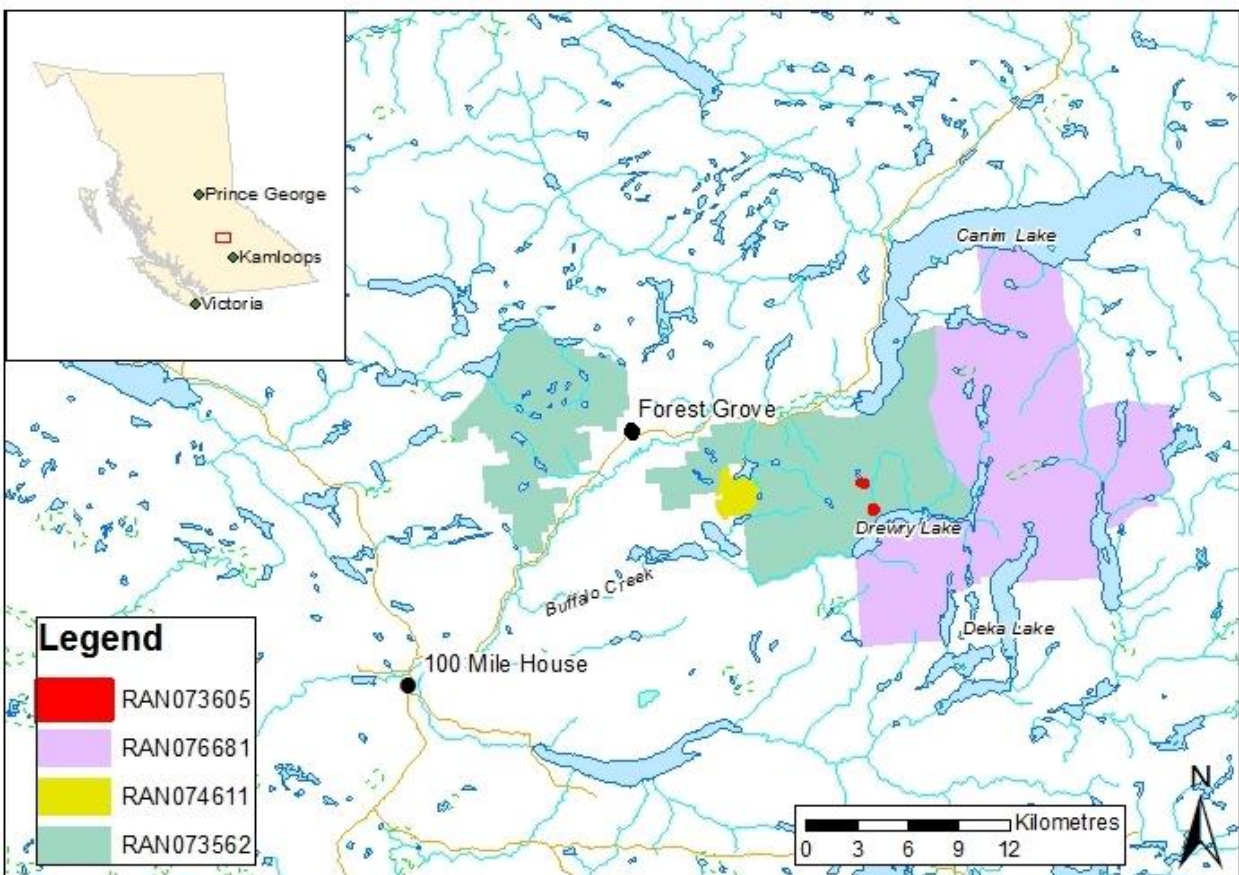 Prince George
Kamloops
Victoria
Canim Lake
Forest Grove
Drewry Lake
Buffalo Creek
Deka Lake
100 Mile House
Legend
RAN073605
RAN076681
RAN074611
RAN073562
N
Kilometres
0 3 6 9 12